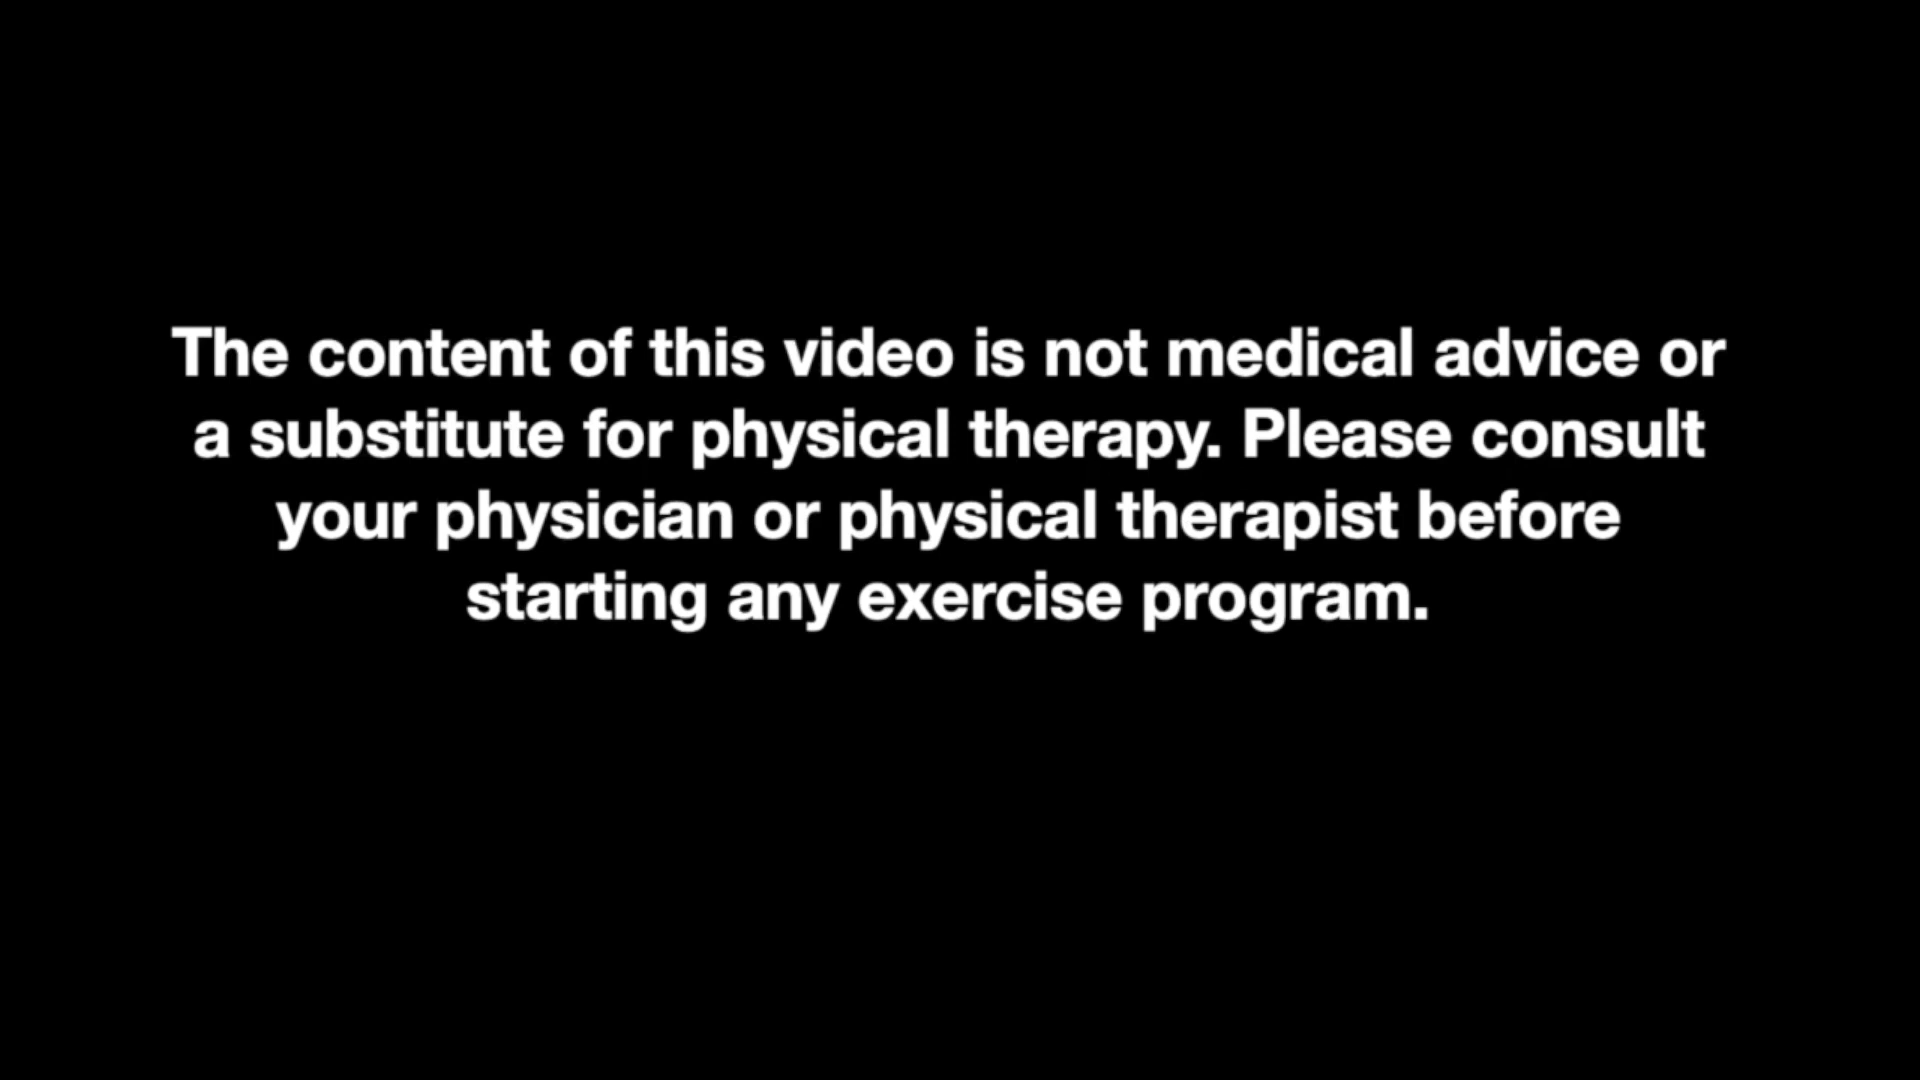 The content of this video is not medical advice or
a substitute for physical therapy. Please consult
your physician or physical therapist before
starting any exercise program.